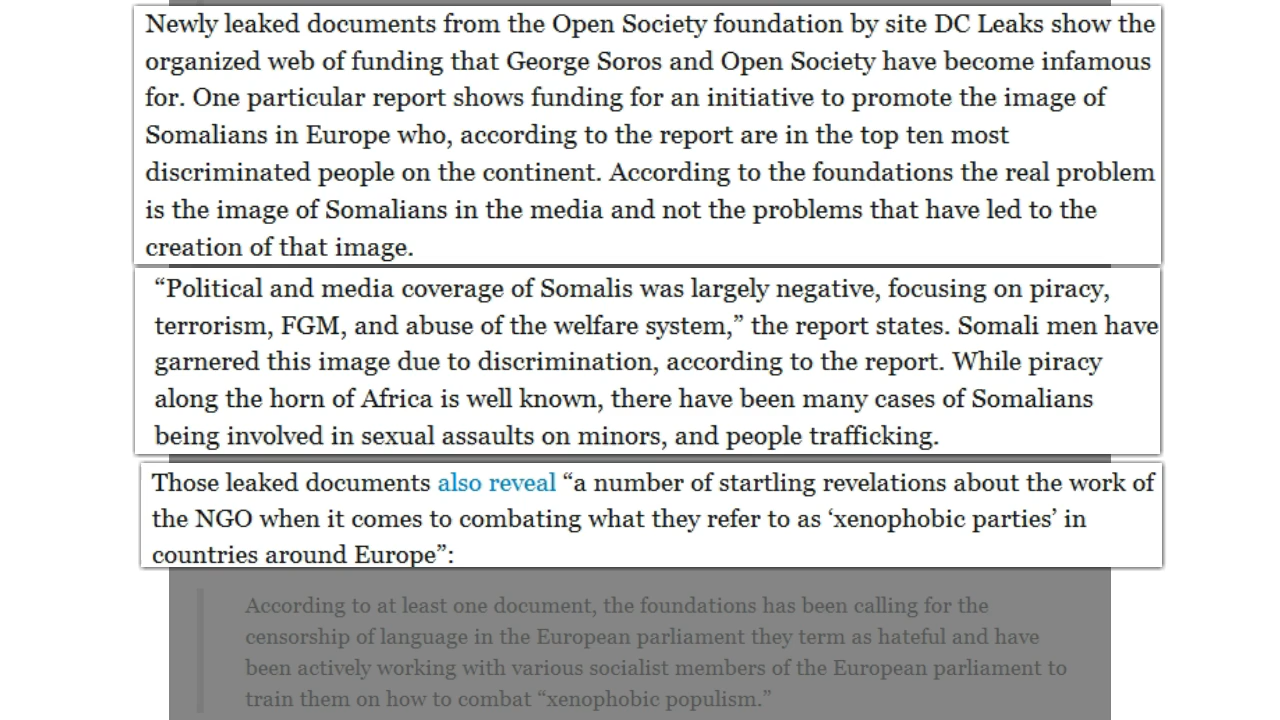 Newly leaked documents from the Open Society foundation by site DC Leaks show the
organized web of funding that George Soros and Open Society have become infamous
for. One particular report shows funding for an initiative to promote the image of
Somalians in Europe who, according to the report are in the top ten most
discriminated people on the continent. According to the foundations the real problem
is the image of Somalians in the media and not the problems that have led to the
creation of that image.
“Political and media coverage of Somalis was largely negative, focusing on piracy,
terrorism, FGM, and abuse of the welfare system,” the report states. Somali men have
garnered this image due to discrimination, according to the report. While piracy
along the horn of Africa is well known, there have been many cases of Somalians
being involved in sexual assaults on minors, and people trafficking.
Those leaked documents also reveal “a number of startling revelations about the work of
the NGO when it comes to combating what they refer to as ‘xenophobic parties’ in
countries around Europe”:
According to at least one document, the foundations has been calling for the
censorship of language in the European parliament they term as hateful and have
been actively working with various socialist members of the European parliament to
train them on how to combat “xenophobic populism.”